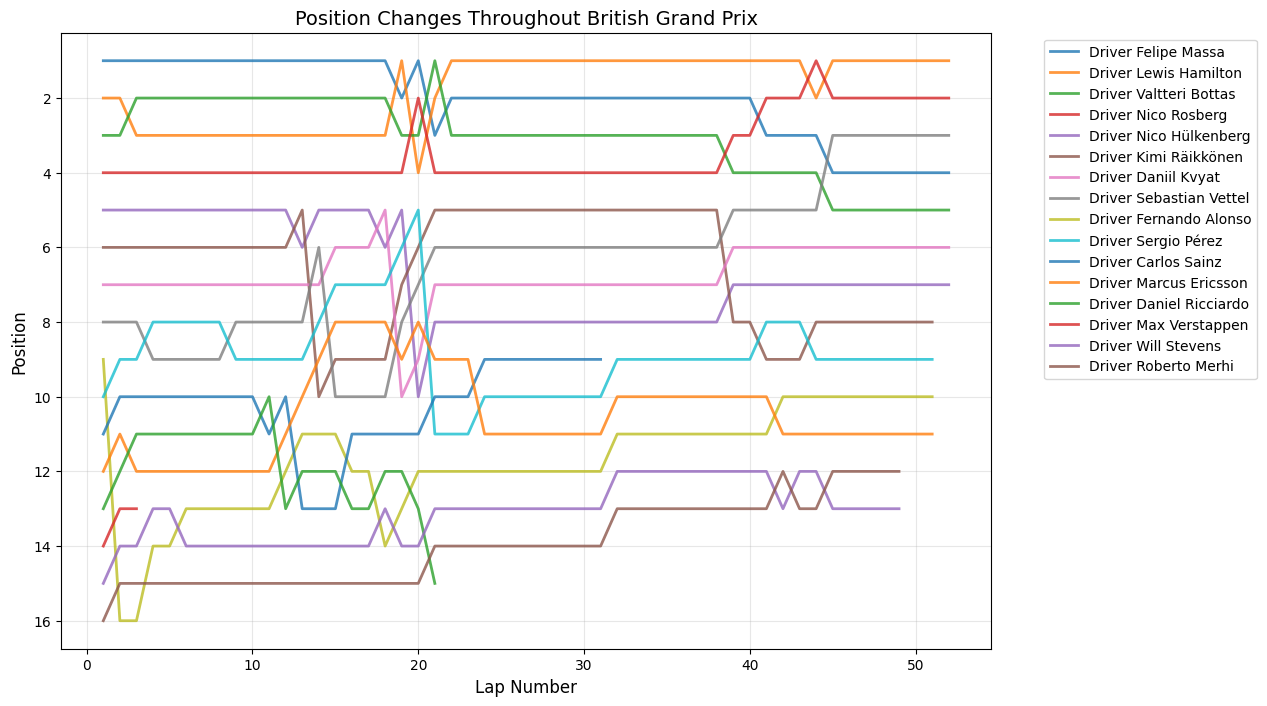 Position Changes Throughout British Grand Prix
Position
2
4
6
8
10
12
14
16
0
10
20
30
40
50
Lap Number
Driver Felipe Massa
Driver Lewis Hamilton
Driver Valtteri Bottas
Driver Nico Rosberg
Driver Nico Hülkenberg
Driver Kimi Räikkönen
Driver Daniil Kvyat
Driver Sebastian Vettel
Driver Fernando Alonso
Driver Sergio Pérez
Driver Carlos Sainz
Driver Marcus Ericsson
Driver Daniel Ricciardo
Driver Max Verstappen
Driver Will Stevens
Driver Roberto Merhi